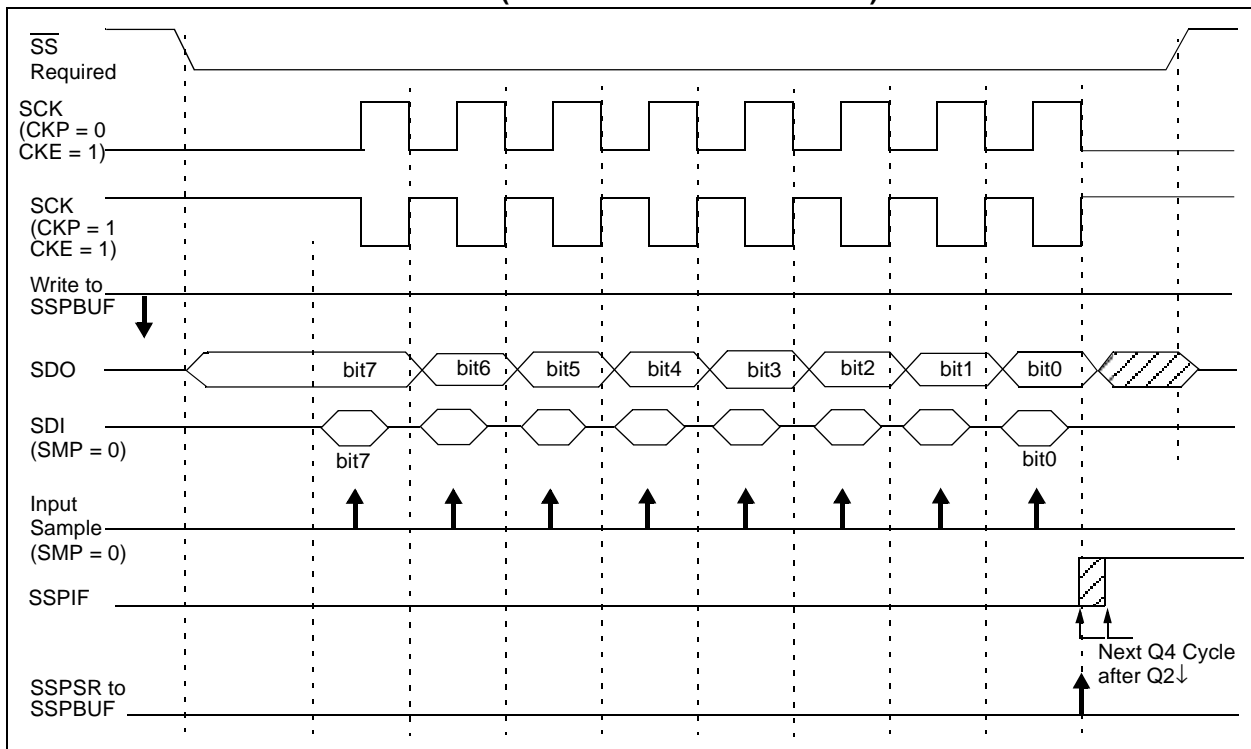 SS
Required
SCK
(CKP = 0
CKE = 1)
SCK
(CKP = 1
CKE = 1)
Write to
SSPBUF
SDO
bit7 bit6 bit5 bit4 bit3 bit2 bit1 bit0
SDI
(SMP = 0)
bit7 bit0
Input
Sample
(SMP = 0)
SSPIF
Next Q4 Cycle
after Q2↓
SSPSR to
SSPBUF